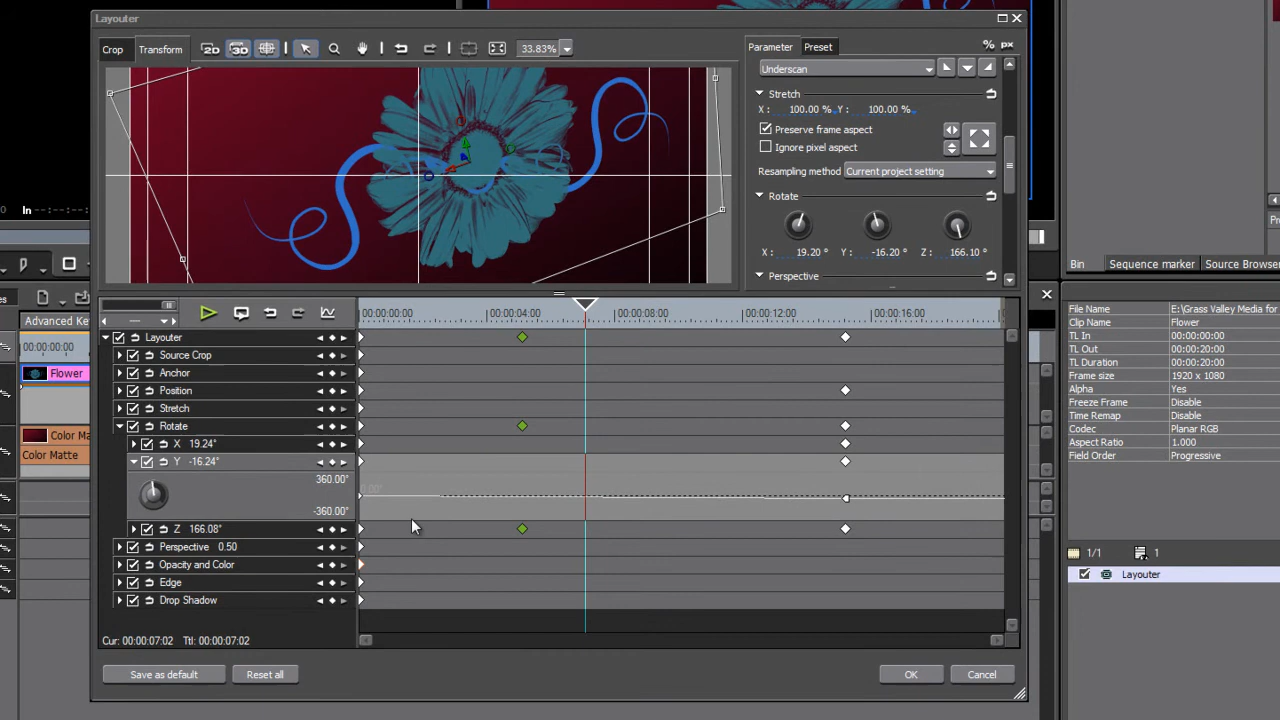 Layouter
Crop
Transform
2D
3D
33.83%
Parameter
Preset
% px
Underscan
Stretch
X : 100.00 % Y : 100.00 %
Preserve frame aspect
Ignore pixel aspect
Resampling method Current project setting
Rotate
X : 19.20 ° Y : -16.20 ° Z : 166.10 °
Perspective
In --:--:--:--
Bin Sequence marker Source Browser
Advanced Ke
00:00:00:00
Flower
Color Ma
Color Matte
00:00:00:00 00:00:04:00 00:00:08:00 00:00:12:00 00:00:16:00
Layouter
Source Crop
Anchor
Position
Stretch
Rotate
X 19.24°
Y -16.24°
360.00°
-360.00°
Z 166.08°
Perspective 0.50
Opacity and Color
Edge
Drop Shadow
Cur: 00:00:07:02 Ttl: 00:00:07:02
Save as default
Reset all
OK
Cancel
File Name E:\Grass Valley Media for
Clip Name Flower
TL In 00:00:00:00
TL Out 00:00:20:00
TL Duration 00:00:20:00
Frame size 1920 x 1080
Alpha Yes
Freeze Frame Disable
Time Remap Disable
Codec Planar RGB
Aspect Ratio 1.000
Field Order Progressive
1/1 1
Layouter